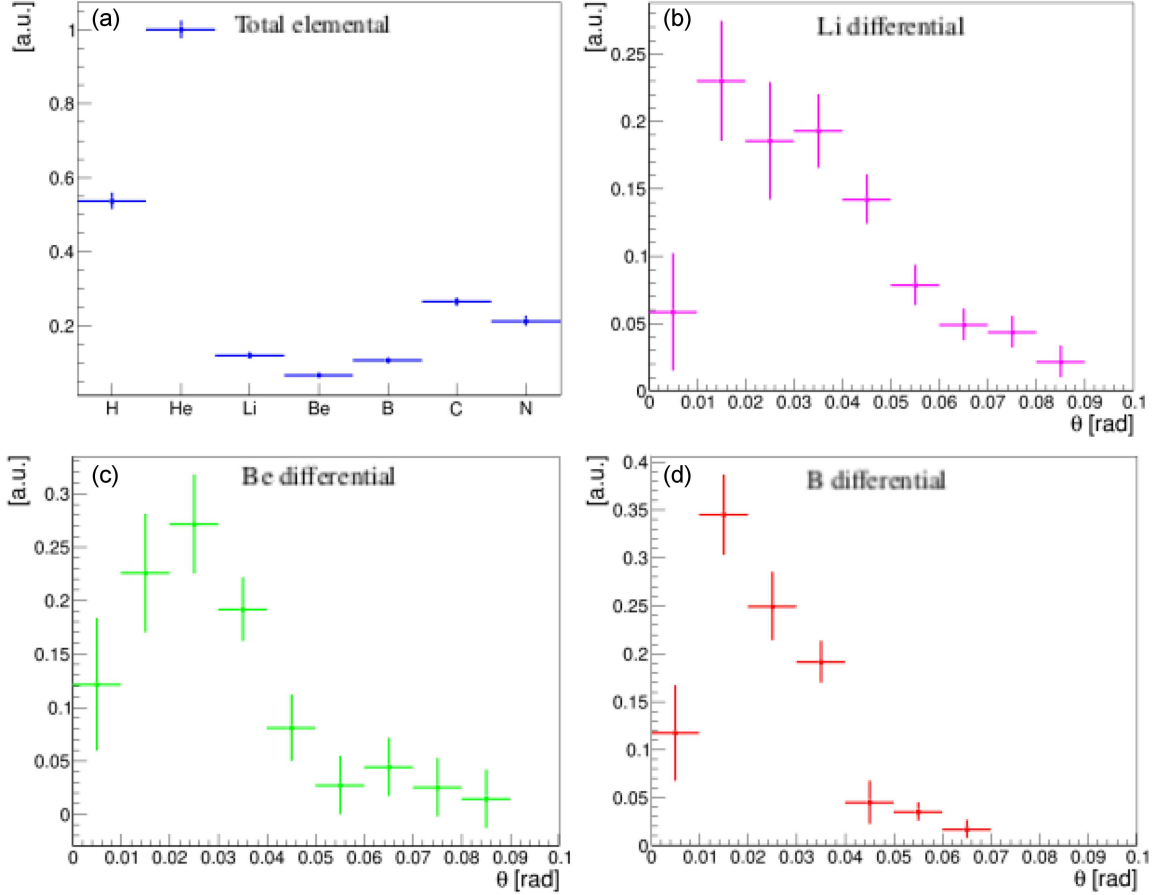 (a)
Total elemental
[a.u.]
1
0.8
0.6
0.4
0.2
H He Li Be B C N
(b)
Li differential
[a.u.]
0.25
0.2
0.15
0.1
0.05
0
0 0.01 0.02 0.03 0.04 0.05 0.06 0.07 0.08 0.09 0.1
θ [rad]
(c)
Be differential
[a.u.]
0.3
0.25
0.2
0.15
0.1
0.05
0
0 0.01 0.02 0.03 0.04 0.05 0.06 0.07 0.08 0.09 0.1
θ [rad]
(d)
B differential
[a.u.]
0.4
0.35
0.3
0.25
0.2
0.15
0.1
0.05
0
0 0.01 0.02 0.03 0.04 0.05 0.06 0.07 0.08 0.09 0.1
θ [rad]